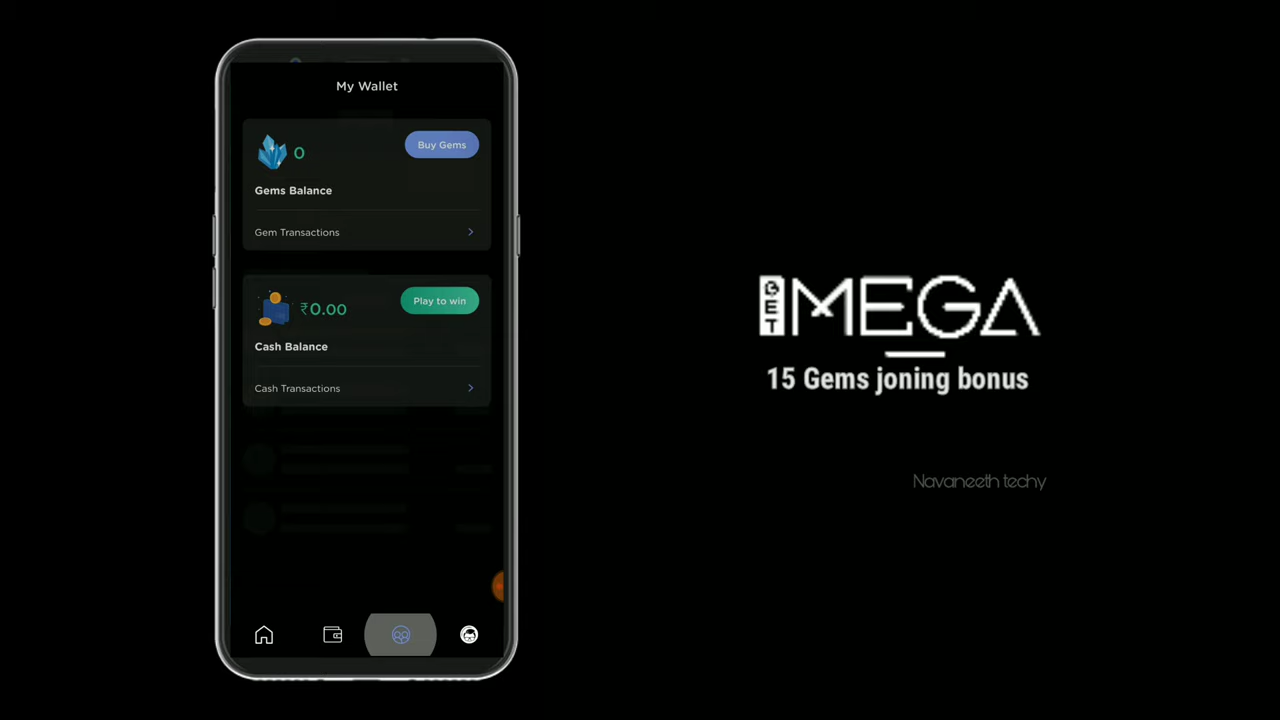 My Wallet
0
Buy Gems
Gems Balance
Gem Transactions
₹0.00
Play to win
Cash Balance
Cash Transactions
BET
MEGA
15 Gems joning bonus
Navaneeth techy